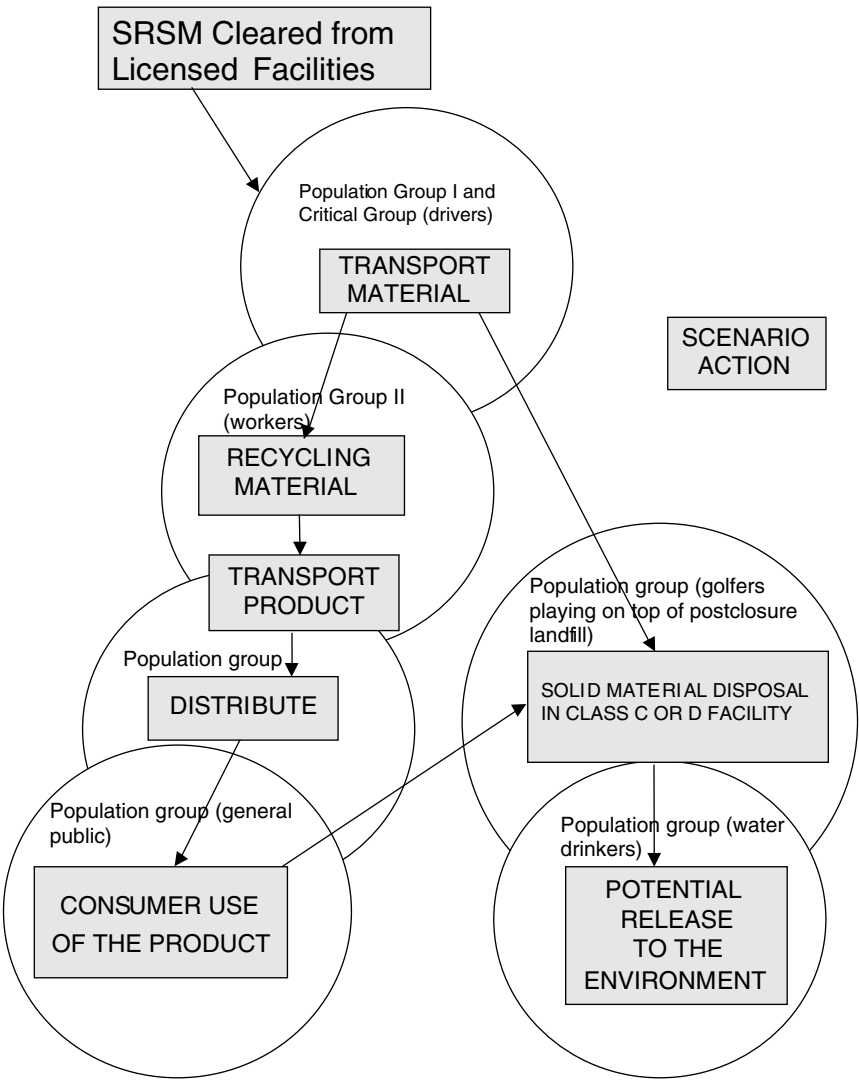 SRSM Cleared from
Licensed Facilities
Population Group I and
Critical Group (drivers)
TRANSPORT
MATERIAL
SCENARIO
ACTION
Population Group II
(workers)
RECYCLING
MATERIAL
TRANSPORT
PRODUCT
Population group
DISTRIBUTE
Population group (general
public)
CONSUMER USE
OF THE PRODUCT
Population group (golfers
playing on top of postclosure
landfill)
SOLID MATERIAL DISPOSAL
IN CLASS C OR D FACILITY
Population group (water
drinkers)
POTENTIAL
RELEASE
TO THE
ENVIRONMENT